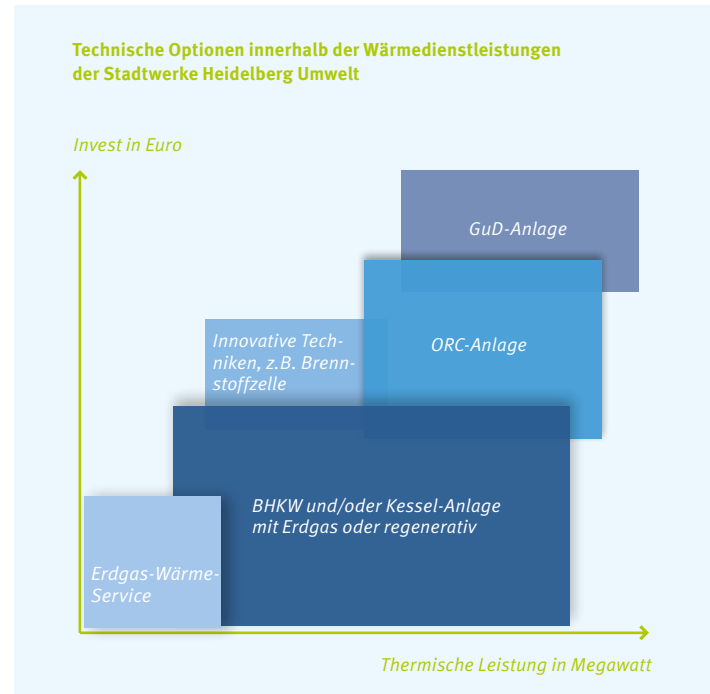 Technische Optionen innerhalb der Wärmedienstleistungen
der Stadtwerke Heidelberg Umwelt
Invest in Euro
GuD-Anlage
Innovative Tech-
niken, z.B. Brenn-
stoffzelle
ORC-Anlage
BHKW und/oder Kessel-Anlage
mit Erdgas oder regenerativ
Erdgas-Wärme-
Service
Thermische Leistung in Megawatt